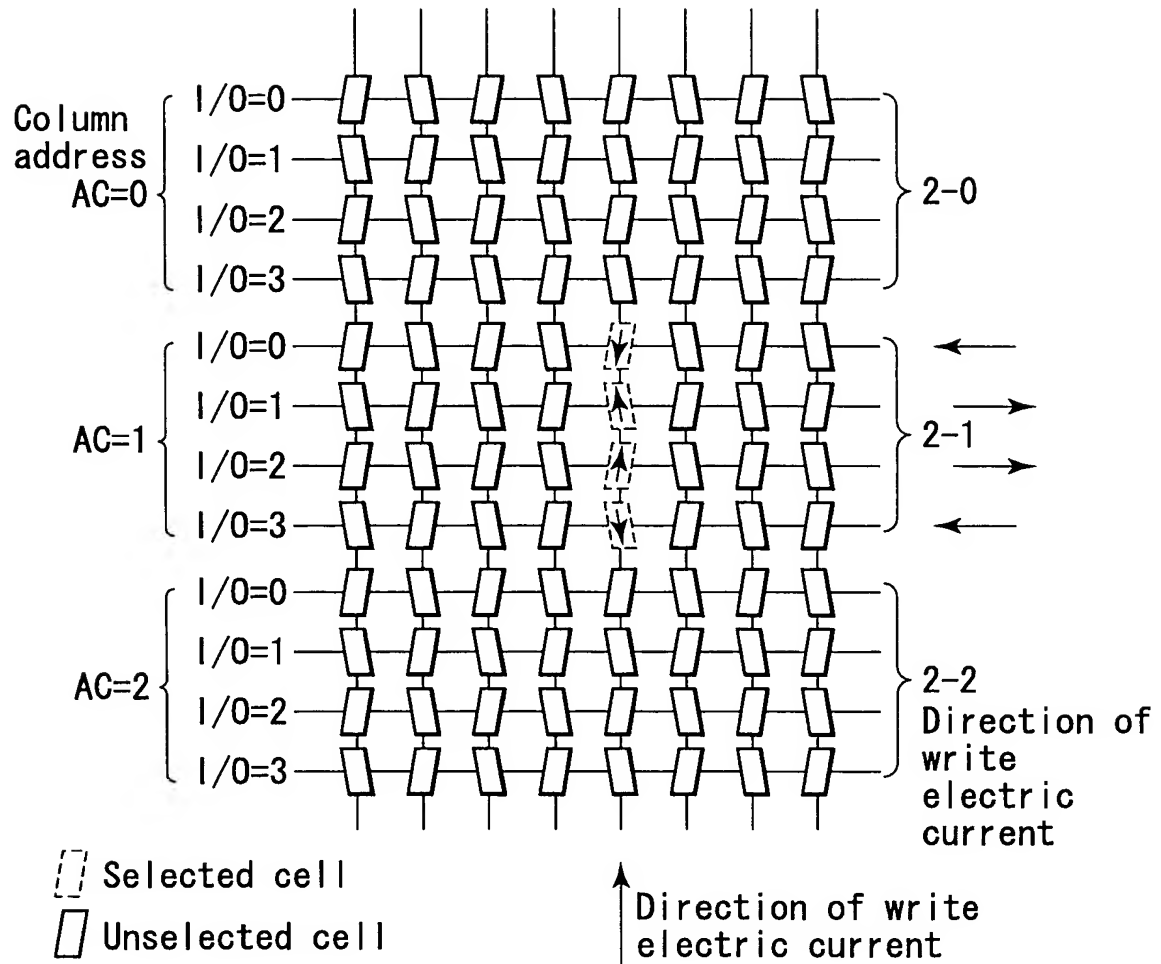 Column
address
AC=0
I/O=0
I/O=1
I/O=2
I/O=3
2-0
AC=1
I/O=0
I/O=1
I/O=2
I/O=3
2-1
AC=2
I/O=0
I/O=1
I/O=2
I/O=3
2-2
Direction of
write
electric
current
Selected cell
Unselected cell
Direction of write
electric current